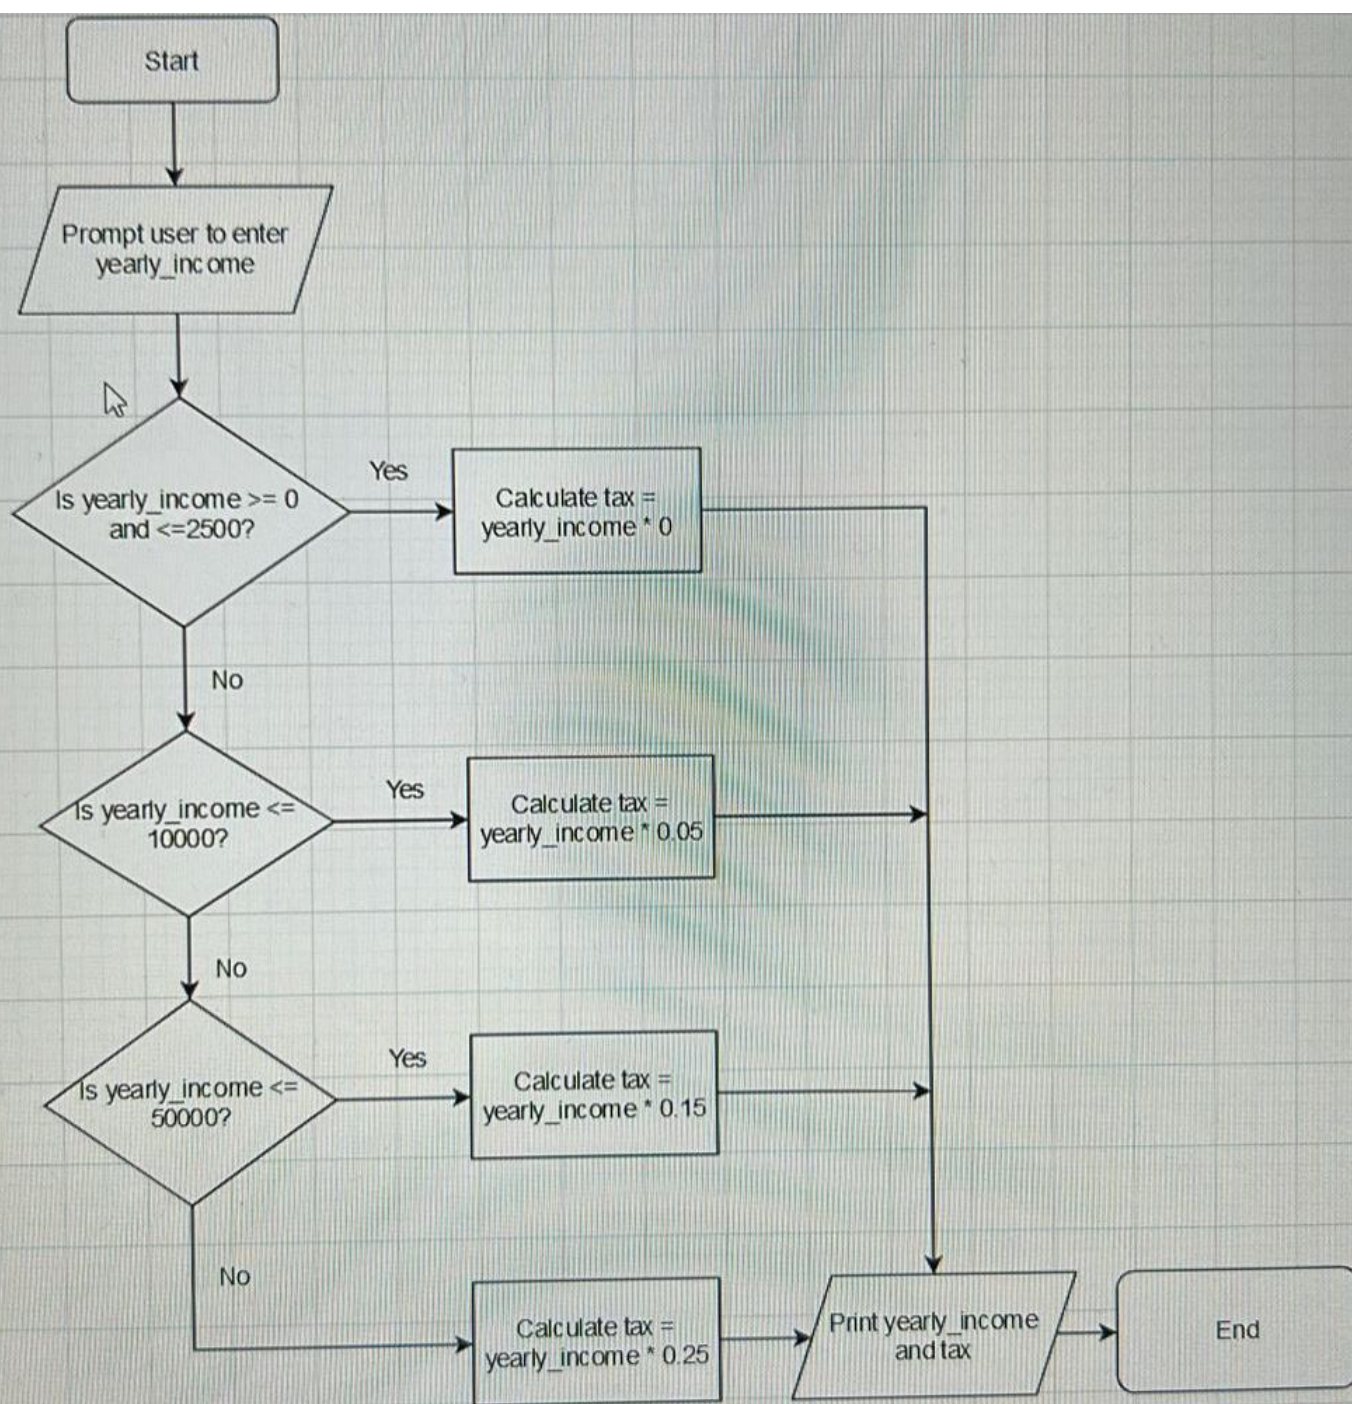 Start
Prompt user to enter
yearly_income
Is yearly_income >= 0
and <=2500?
Yes
Calculate tax =
yearly_income * 0
No
Is yearly_income <=
10000?
Yes
Calculate tax =
yearly_income * 0.05
No
Is yearly_income <=
50000?
Yes
Calculate tax =
yearly_income * 0.15
No
Calculate tax =
yearly_income * 0.25
Print yearly_income
and tax
End